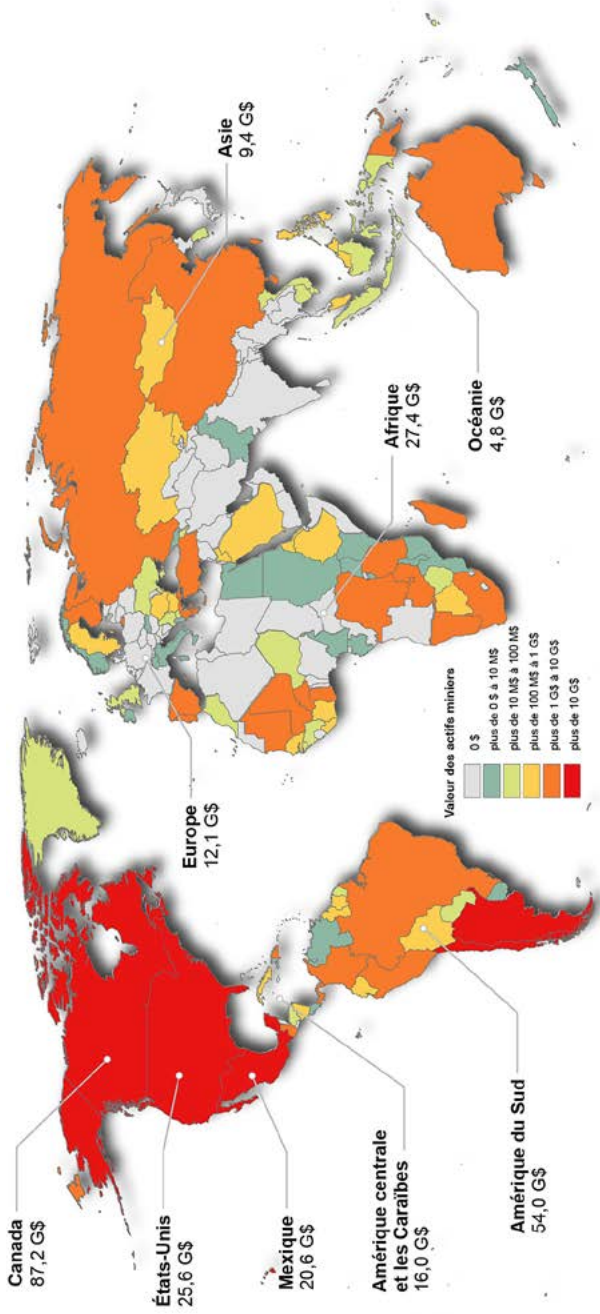 Canada
87,2 G$
États-Unis
25,6 G$
Mexique
20,6 G$
Amérique centrale
et les Caraïbes
16,0 G$
Amérique du Sud
54,0 G$
Europe
12,1 G$
Afrique
27,4 G$
Asie
9,4 G$
Océanie
4,8 G$
Valeur des actifs miniers
0 $
plus de 0 $ à 10 M$
plus de 10 M$ à 100 M$
plus de 100 M$ à 1 G$
plus de 1 G$ à 10 G$
plus de 10 G$